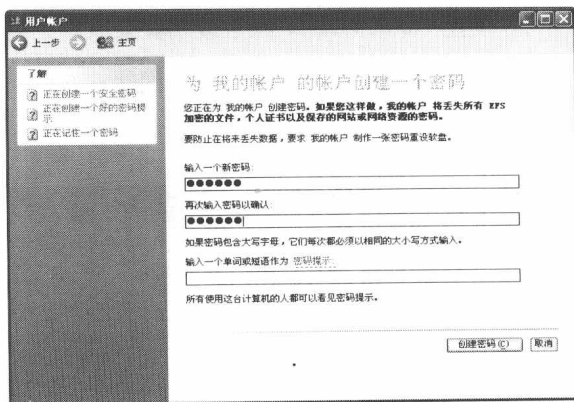 用户帐户
上一步 主页
了解
正在创建一个安全密码
正在创建一个好的密码提
示
正在记住一个密码
为 我的帐户 的帐户创建一个密码
您正在为 我的帐户 创建密码。如果您这样做，我的帐户 将丢失所有 EFS
加密的文件，个人证书以及保存的网站或网络资源的密码。
要防止在将来丢失数据，要求 我的帐户 制作一张密码重设软盘。
输入一个新密码:
●●●●●●
再次输入密码以确认:
●●●●●●
如果密码包含大写字母，它们每次都必须以相同的大小写方式输入。
输入一个单词或短语作为 密码提示:
所有使用这台计算机的人都可以看见密码提示。
创建密码(C) 取消